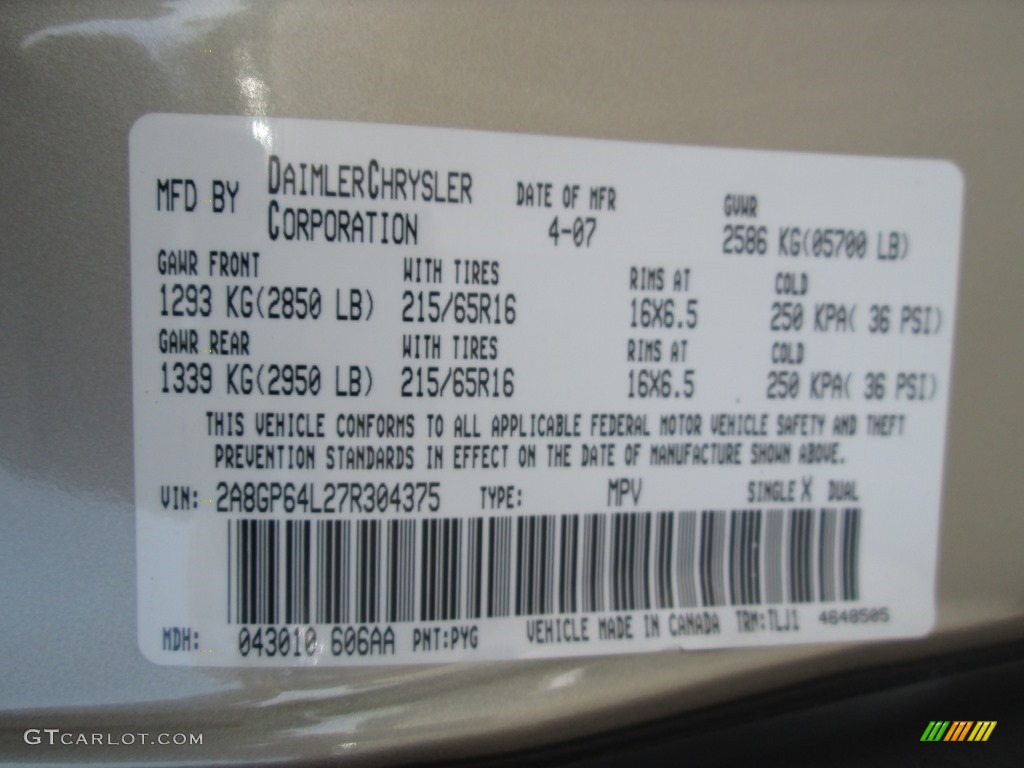 MFD BY DAIMLERCHRYSLER CORPORATION DATE OF MFR 4-07 GVWR 2586 KG(05700 LB)
GAWR FRONT WITH TIRES RIMS AT COLD
1293 KG(2850 LB) 215/65R16 16X6.5 250 KPA( 36 PSI)
GAWR REAR WITH TIRES RIMS AT COLD
1339 KG(2950 LB) 215/65R16 16X6.5 250 KPA( 36 PSI)
THIS VEHICLE CONFORMS TO ALL APPLICABLE FEDERAL MOTOR VEHICLE SAFETY AND THEFT
PREVENTION STANDARDS IN EFFECT ON THE DATE OF MANUFACTURE SHOWN ABOVE.
VIN: 2A8GP64L27R304375 TYPE: MPV SINGLE X DUAL
MDH: 043010 606AA PNT:PYG VEHICLE MADE IN CANADA TRM:TLJ1 4648505
GTCARLOT.COM